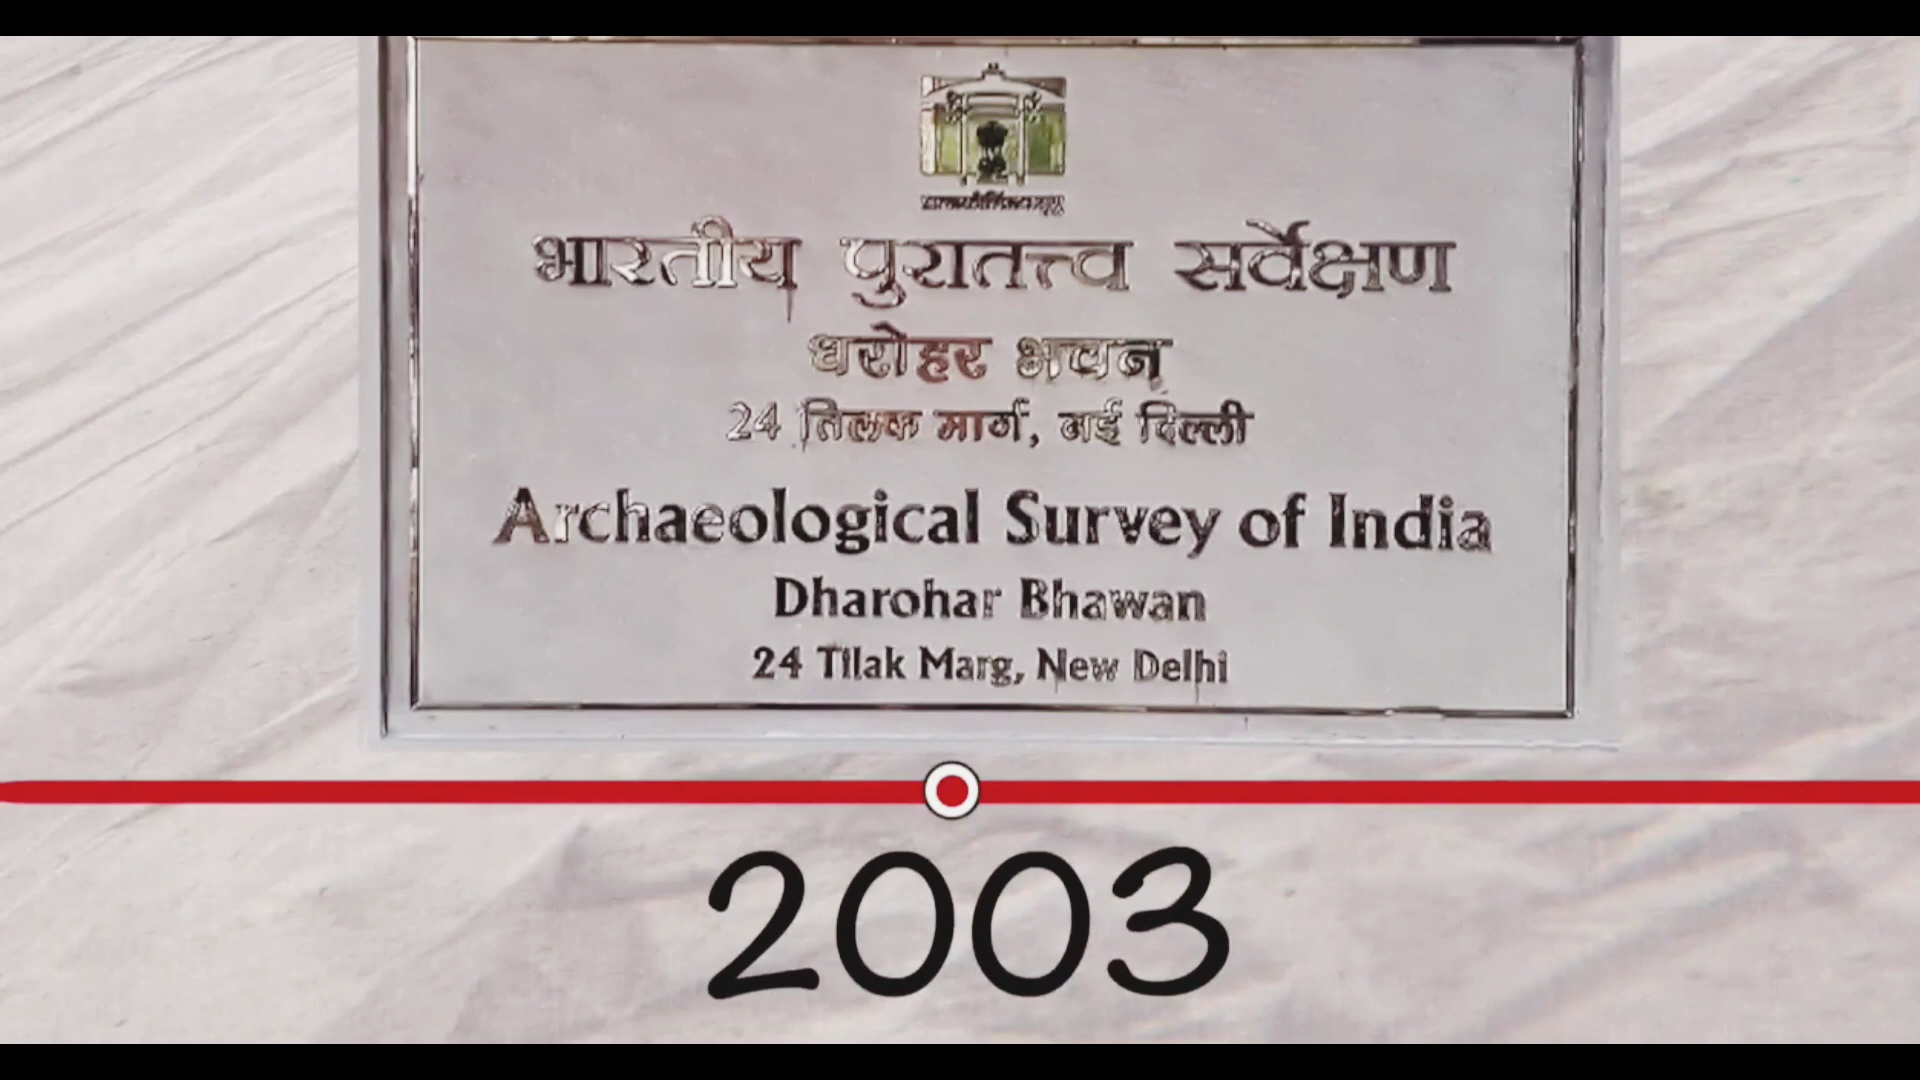 भारतीय पुरातत्त्व सर्वेक्षण
धरोहर भवन
24 तिलक मार्ग, नई दिल्ली
Archaeological Survey of India
Dharohar Bhawan
24 Tilak Marg, New Delhi
2003